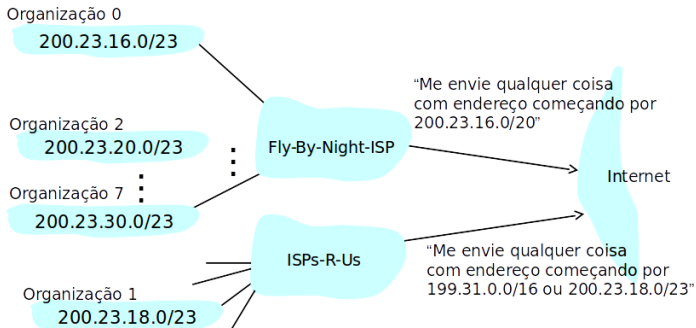 Organização 0
200.23.16.0/23
Organização 2
200.23.20.0/23
Organização 7
200.23.30.0/23
Fly-By-Night-ISP
“Me envie qualquer coisa
com endereço começando por
200.23.16.0/20”
Internet
ISPs-R-Us
“Me envie qualquer coisa
com endereço começando por
199.31.0.0/16 ou 200.23.18.0/23”
Organização 1
200.23.18.0/23